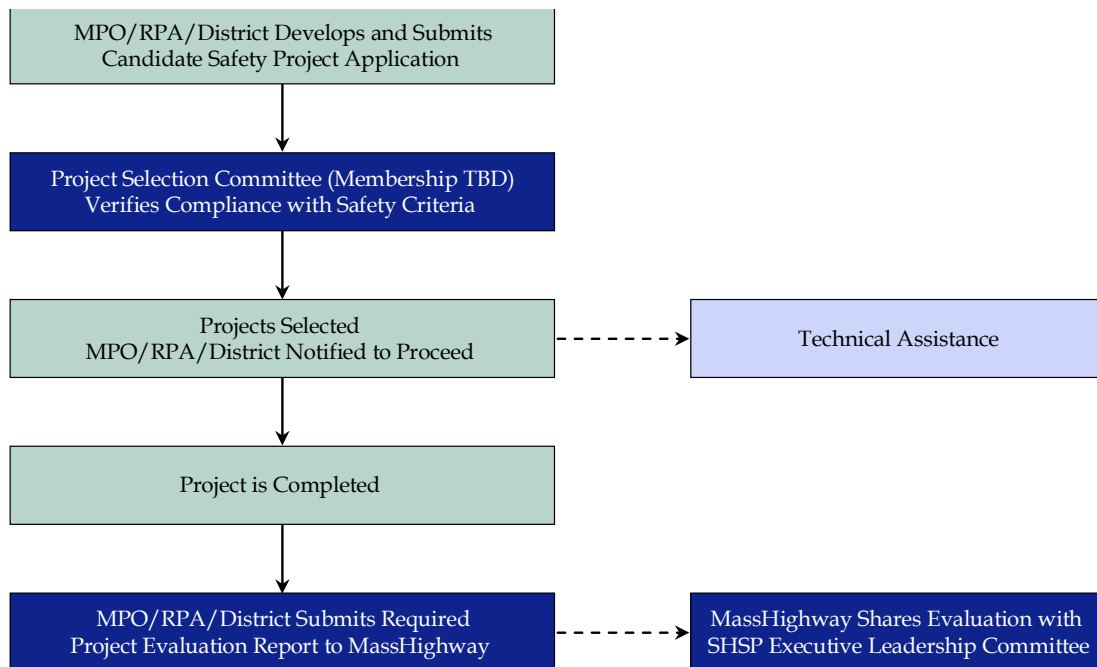 MPO/RPA/District Develops and Submits
Candidate Safety Project Application
Project Selection Committee (Membership TBD)
Verifies Compliance with Safety Criteria
Projects Selected
MPO/RPA/District Notified to Proceed
Technical Assistance
Project is Completed
MPO/RPA/District Submits Required
Project Evaluation Report to MassHighway
MassHighway Shares Evaluation with
SHSP Executive Leadership Committee